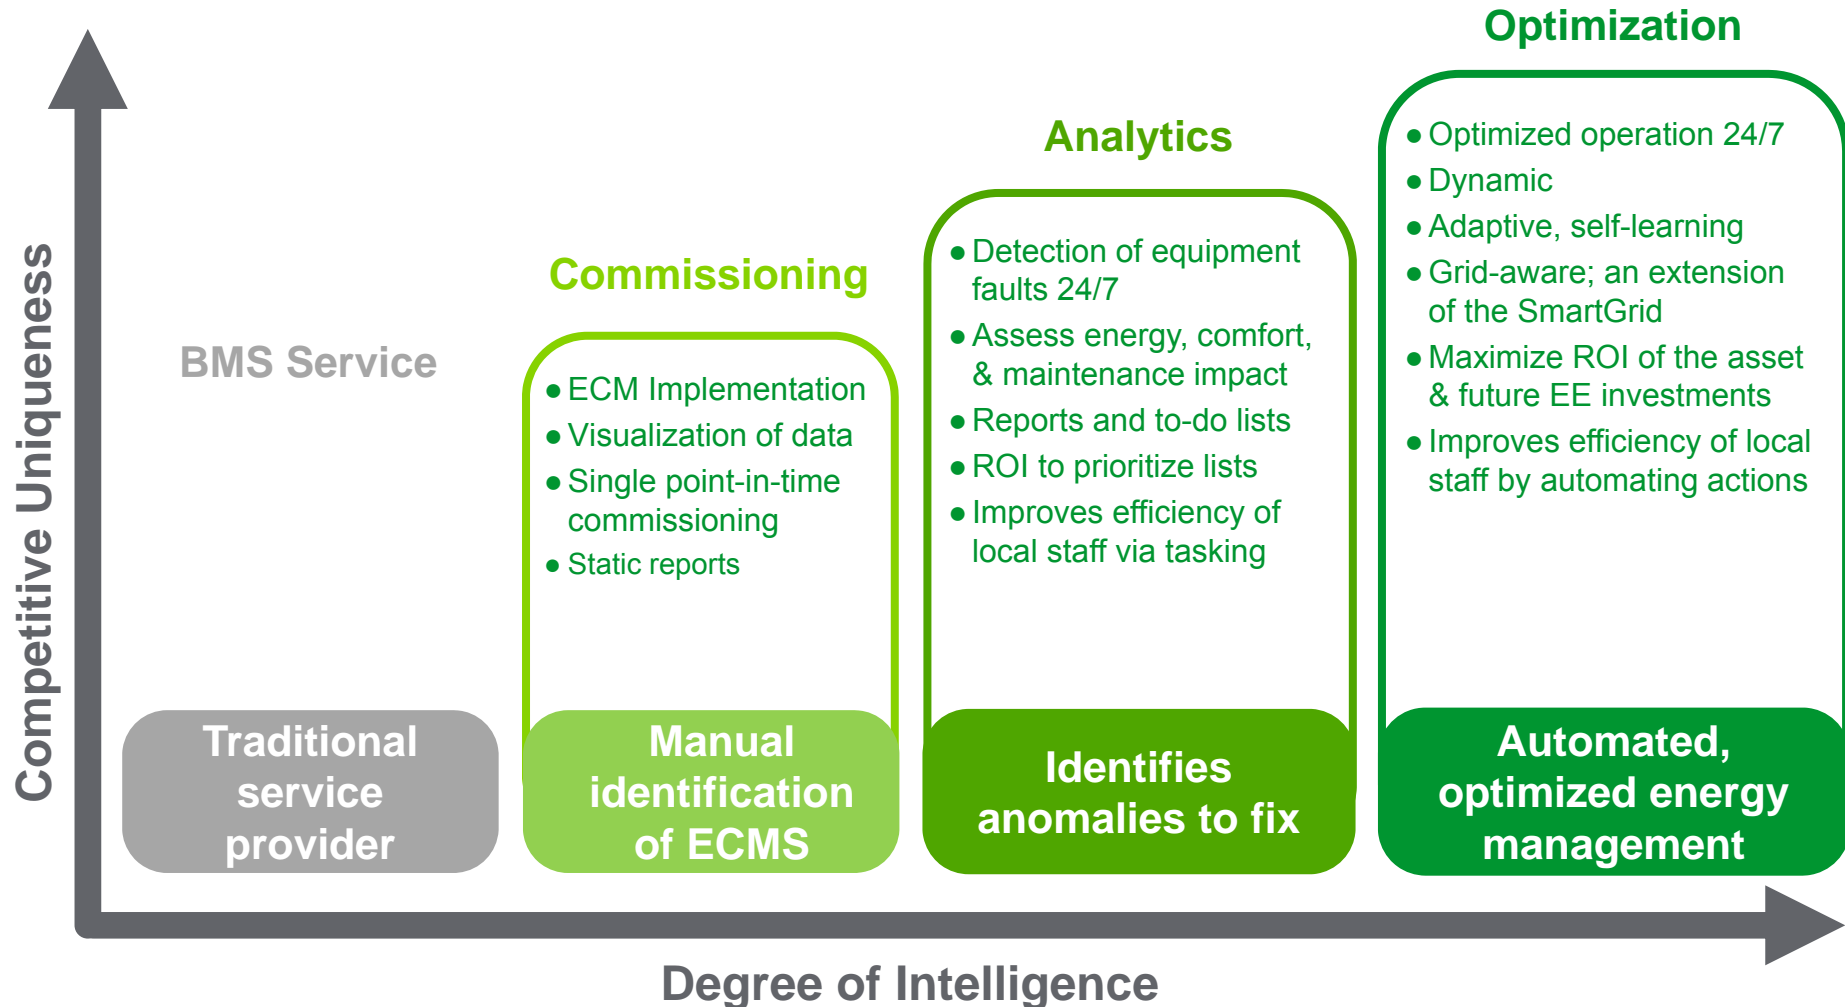 Competitive Uniqueness
BMS Service
Traditional
service
provider
Commissioning
● ECM Implementation
● Visualization of data
● Single point-in-time
commissioning
● Static reports
Manual
identification
of ECMS
Analytics
● Detection of equipment
faults 24/7
● Assess energy, comfort,
& maintenance impact
● Reports and to-do lists
● ROI to prioritize lists
● Improves efficiency of
local staff via tasking
Identifies
anomalies to fix
Optimization
● Optimized operation 24/7
● Dynamic
● Adaptive, self-learning
● Grid-aware; an extension
of the SmartGrid
● Maximize ROI of the asset
& future EE investments
● Improves efficiency of local
staff by automating actions
Automated,
optimized energy
management
Degree of Intelligence